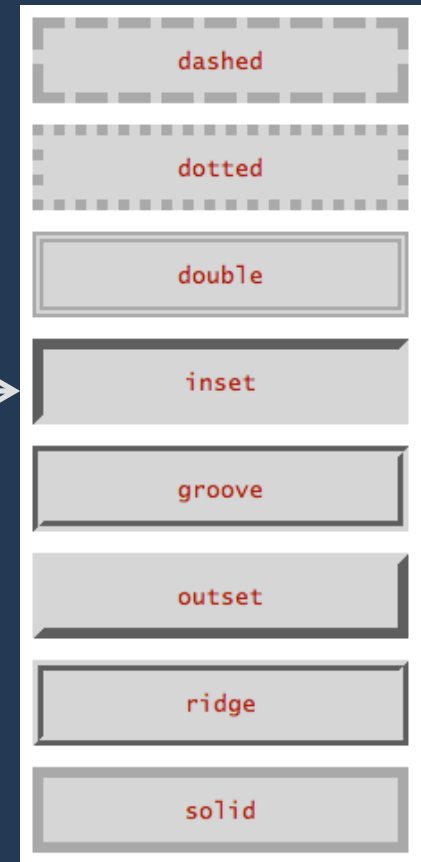 dashed
dotted
double
inset
groove
outset
ridge
solid